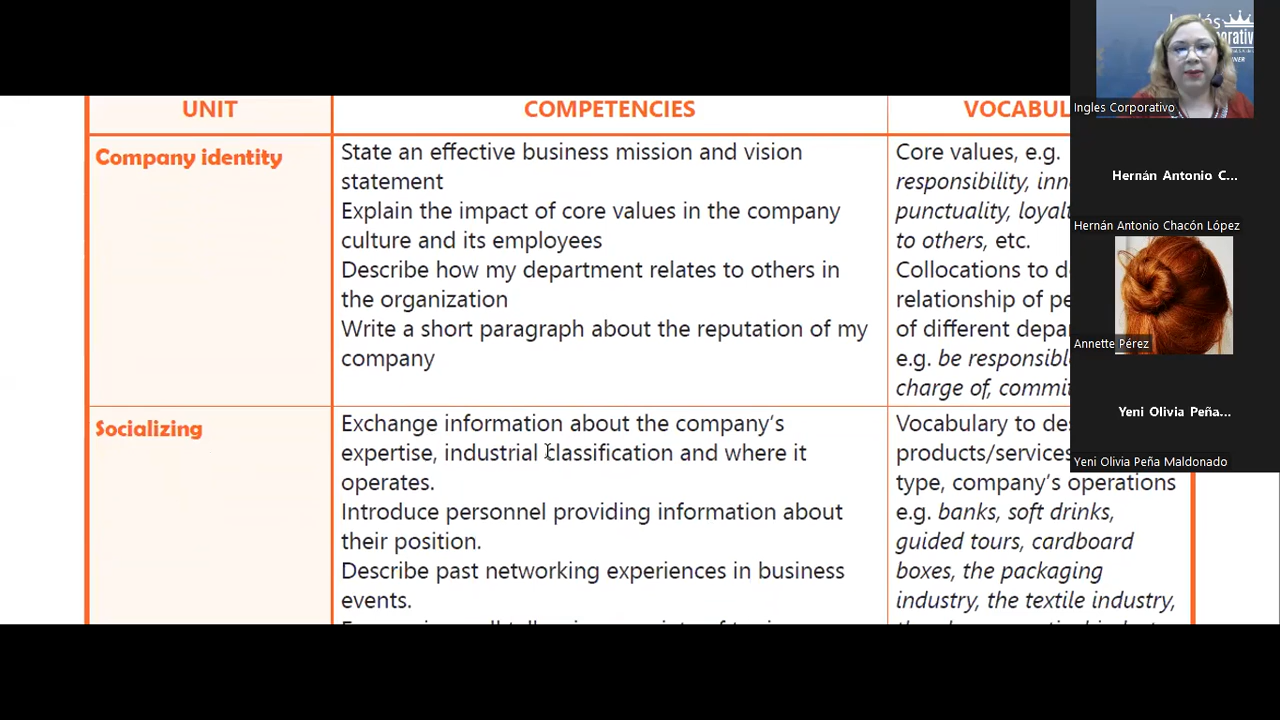 UNIT
COMPETENCIES
VOCABUL
Company identity
State an effective business mission and vision
statement
Explain the impact of core values in the company
culture and its employees
Describe how my department relates to others in
the organization
Write a short paragraph about the reputation of my
company
Core values, e.g.
responsibility, inn
punctuality, loyal
to others, etc.
Collocations to d
relationship of pe
of different depa
e.g. be responsibl
charge of, commi
Socializing
Exchange information about the company's
expertise, industrial classification and where it
operates.
Introduce personnel providing information about
their position.
Describe past networking experiences in business
events.
Vocabulary to de
products/services
type, company's operations
e.g. banks, soft drinks,
guided tours, cardboard
boxes, the packaging
industry, the textile industry,
Ingles Corporativo
Hernán Antonio C...
Hernán Antonio Chacón López
Annette Pérez
Yeni Olivia Peña...
Yeni Olivia Peña Maldonado